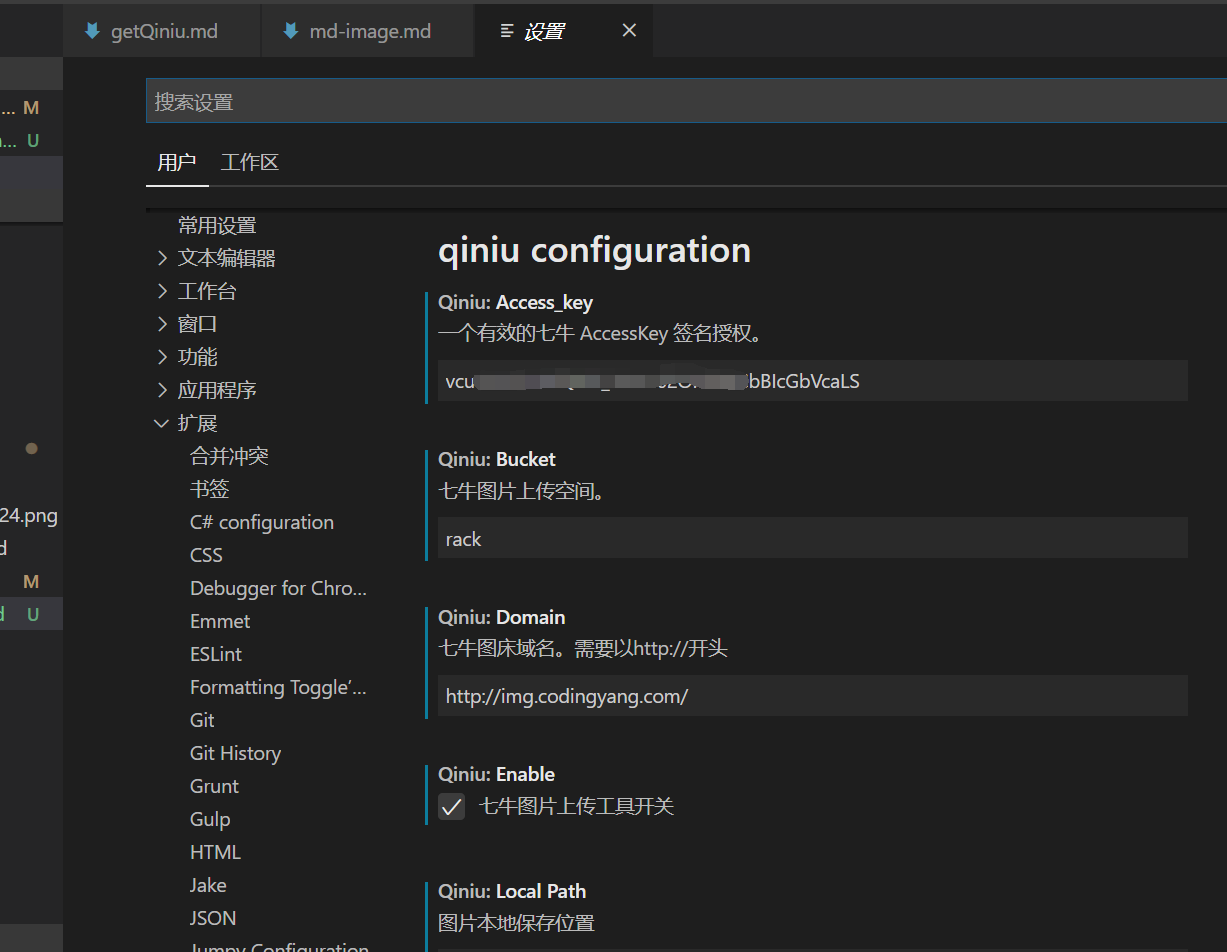 getQiniu.md
md-image.md
设置
搜索设置
... M
... U
用户
工作区
常用设置
文本编辑器
工作台
窗口
功能
应用程序
扩展
合并冲突
书签
C# configuration
CSS
Debugger for Chro...
Emmet
ESLint
Formatting Toggle'...
Git
Git History
Grunt
Gulp
HTML
Jake
JSON
Jumpy Configuration
24.png
d
M
d U
qiniu configuration
Qiniu: Access_key
一个有效的七牛 AccessKey 签名授权。
vcu bBIcGbVcaLS
Qiniu: Bucket
七牛图片上传空间。
rack
Qiniu: Domain
七牛图床域名。需要以http://开头
http://img.codingyang.com/
Qiniu: Enable
七牛图片上传工具开关
Qiniu: Local Path
图片本地保存位置